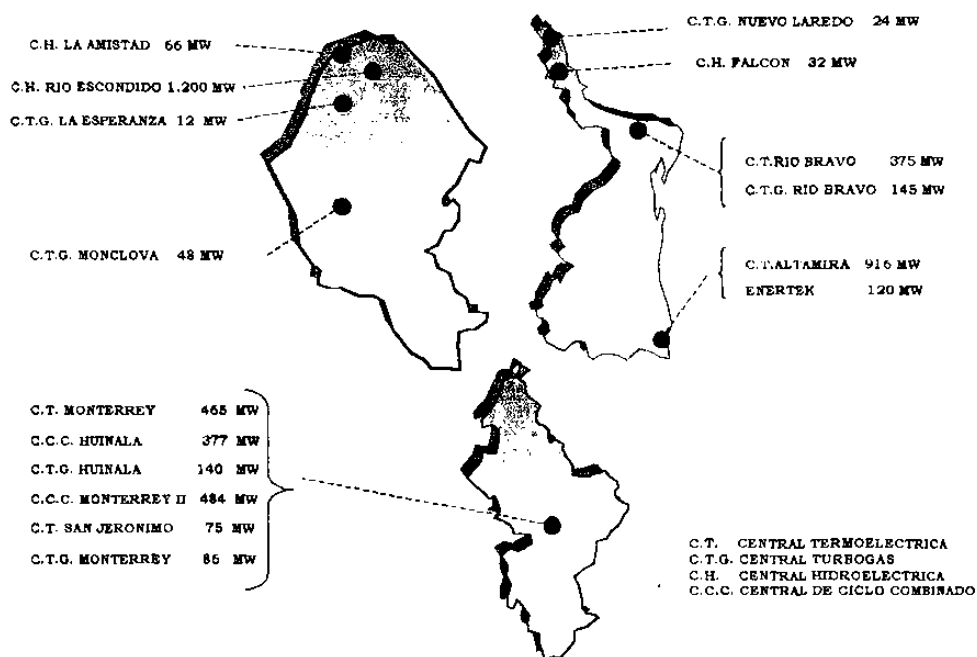 C.H. LA AMISTAD 66 MW
C.H. RIO ESCONDIDO 1.200 MW
C.T.G. LA ESPERANZA 12 MW
C.T.G. MONCLOVA 48 MW
C.T.G. NUEVO LAREDO 24 MW
C.H. FALCON 32 MW
C.T.RIO BRAVO 375 MW
C.T.G. RIO BRAVO 145 MW
C.T.ALTAMIRA 916 MW
ENERTEK 120 MW
C.T. MONTERREY 465 MW
C.C.C. HUINALA 377 MW
C.T.G. HUINALA 140 MW
C.C.C. MONTERREY II 484 MW
C.T. SAN JERONIMO 75 MW
C.T.G. MONTERREY 86 MW
C.T. CENTRAL TERMOELECTRICA
C.T.G. CENTRAL TURBOGAS
C.H. CENTRAL HIDROELECTRICA
C.C.C. CENTRAL DE CICLO COMBINADO